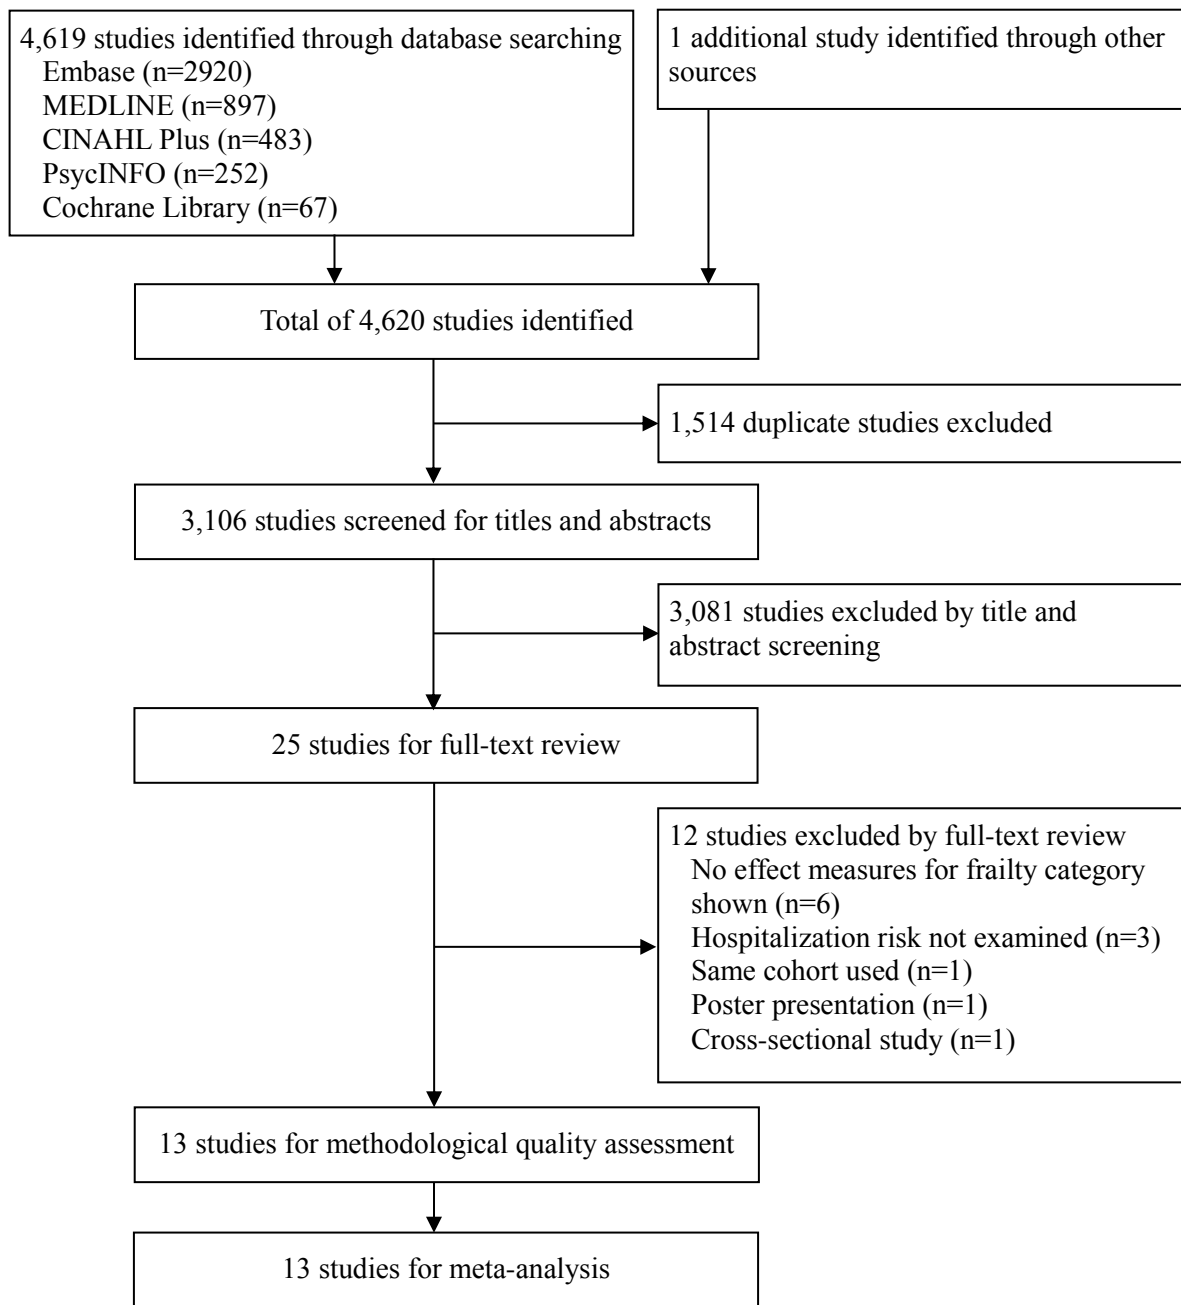 4,619 studies identified through database searching
Embase (n=2920)
MEDLINE (n=897)
CINAHL Plus (n=483)
PsycINFO (n=252)
Cochrane Library (n=67)
1 additional study identified through other
sources
Total of 4,620 studies identified
1,514 duplicate studies excluded
3,106 studies screened for titles and abstracts
3,081 studies excluded by title and
abstract screening
25 studies for full-text review
12 studies excluded by full-text review
No effect measures for frailty category
shown (n=6)
Hospitalization risk not examined (n=3)
Same cohort used (n=1)
Poster presentation (n=1)
Cross-sectional study (n=1)
13 studies for methodological quality assessment
13 studies for meta-analysis